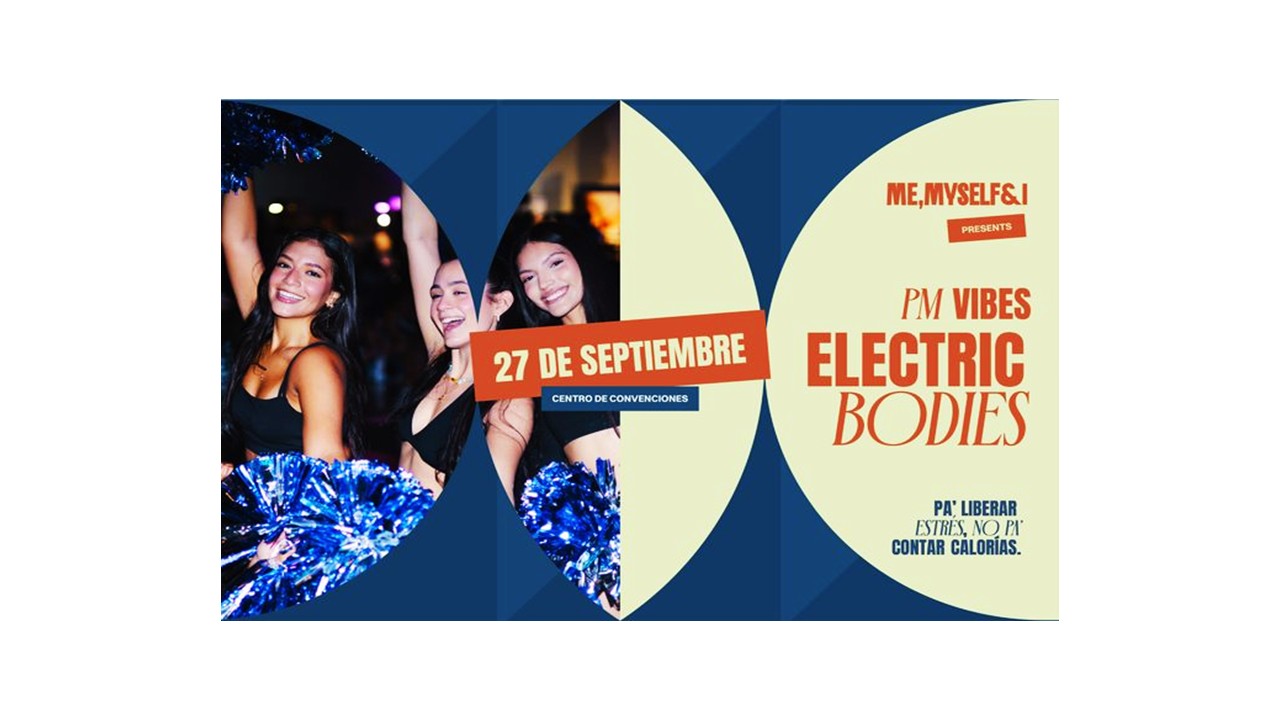 ME,MYSELF&I
PRESENTS
PM VIBES
ELECTRIC
BODIES
27 DE SEPTIEMBRE
CENTRO DE CONVENCIONES
PA' LIBERAR
ESTRÉS, NO PA'
CONTAR CALORÍAS.